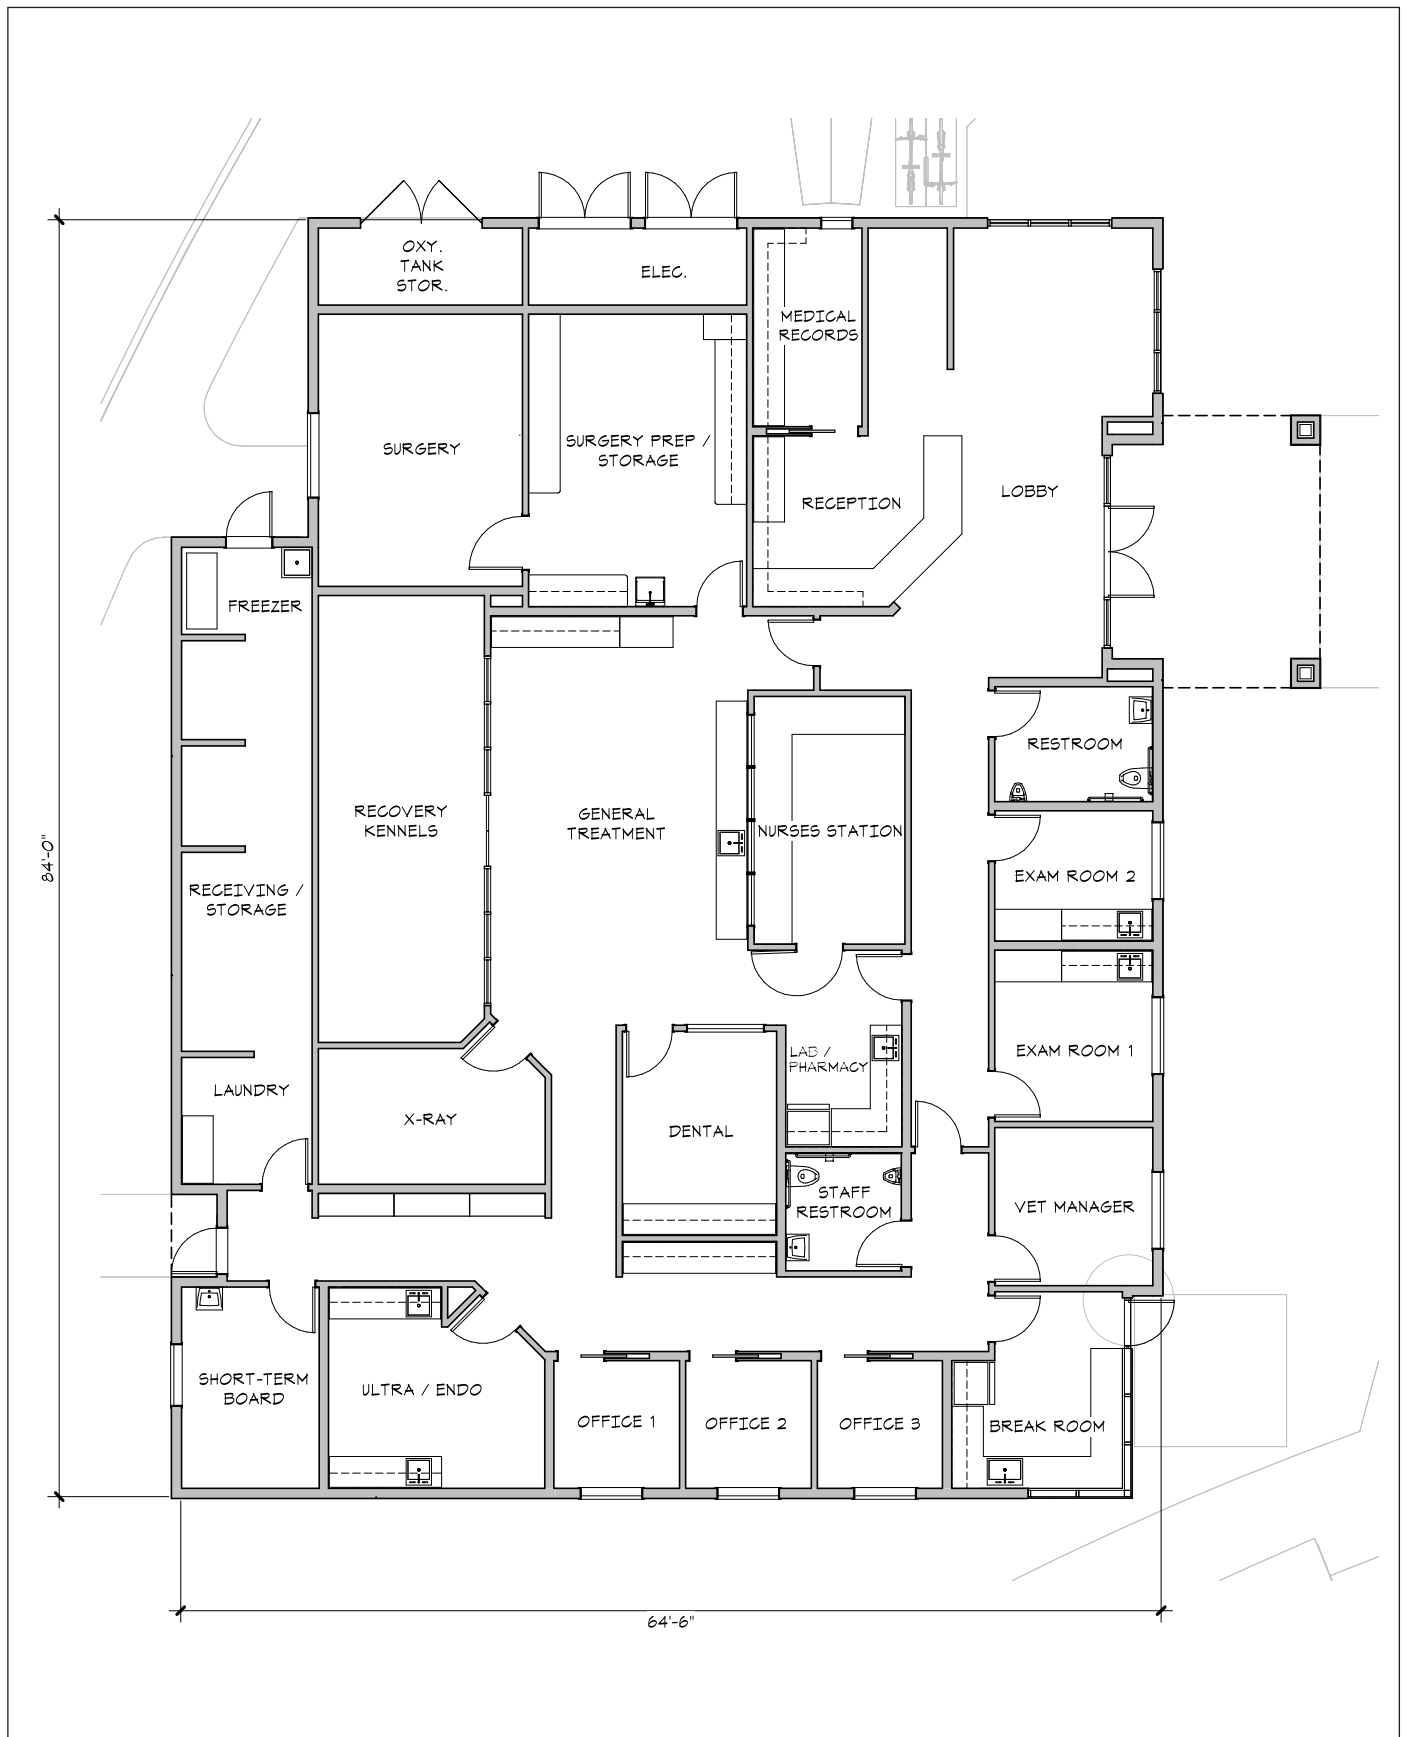 OXY.
TANK
STOR.
ELEC.
MEDICAL
RECORDS
SURGERY
SURGERY PREP /
STORAGE
RECEPTION
LOBBY
FREEZER
RESTROOM
RECOVERY
KENNELS
GENERAL
TREATMENT
NURSES STATION
84'-0"
EXAM ROOM 2
RECEIVING /
STORAGE
EXAM ROOM 1
LAB /
PHARMACY
LAUNDRY
X-RAY
DENTAL
STAFF
RESTROOM
VET MANAGER
SHORT-TERM
BOARD
ULTRA / ENDO
OFFICE 1
OFFICE 2
OFFICE 3
BREAK ROOM
64'-6"